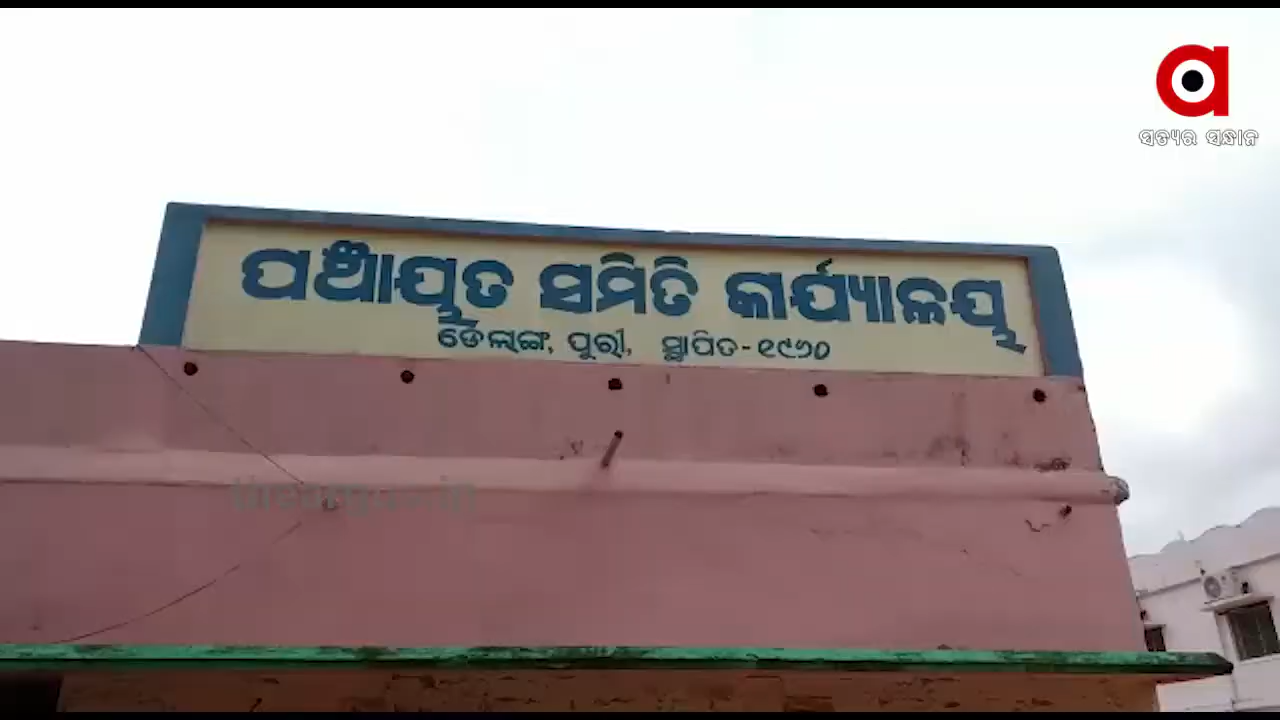 ସତ୍ୟର ସନ୍ଧାନ
ପଞ୍ଚାୟତ ସମିତି କାର୍ଯ୍ୟାଳୟ
ଡେଲାଙ୍ଗ, ପୁରୀ, ସ୍ଥାପିତ-୧୯୬୦